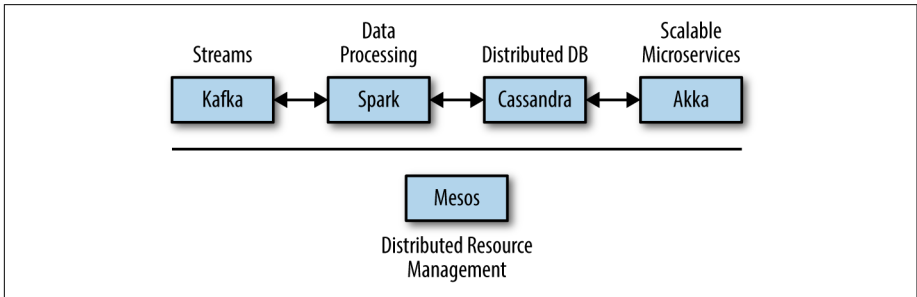 Streams
Data
Processing
Distributed DB
Scalable
Microservices
Kafka
Spark
Cassandra
Akka
Mesos
Distributed Resource
Management